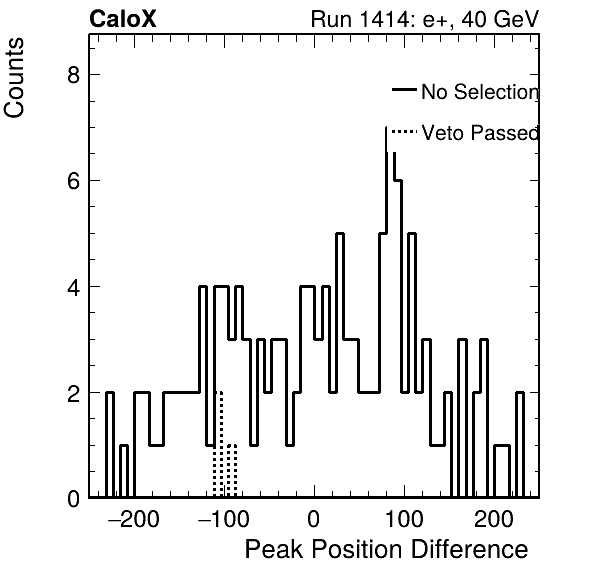 CaloX Run 1414: e+, 40 GeV
Counts
8
6
4
2
0
No Selection
Veto Passed
−200 −100 0 100 200
Peak Position Difference